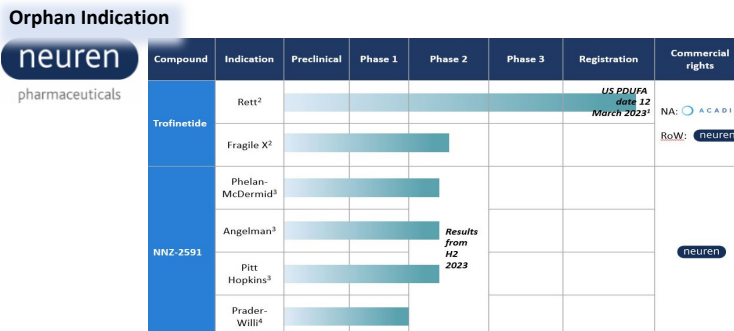 Orphan Indication
neuren
pharmaceuticals
Compound Indication Preclinical Phase 1 Phase 2 Phase 3 Registration Commercial
rights
Trofinetide
Rett2
US PDUFA
date 12
March 20231
NA: ACADI
RoW: neuren
Fragile X2
NNZ-2591
Phelan-
McDermid3
Angelman3
Results
from
H2
2023
neuren
Pitt
Hopkins3
Prader-
Willi4